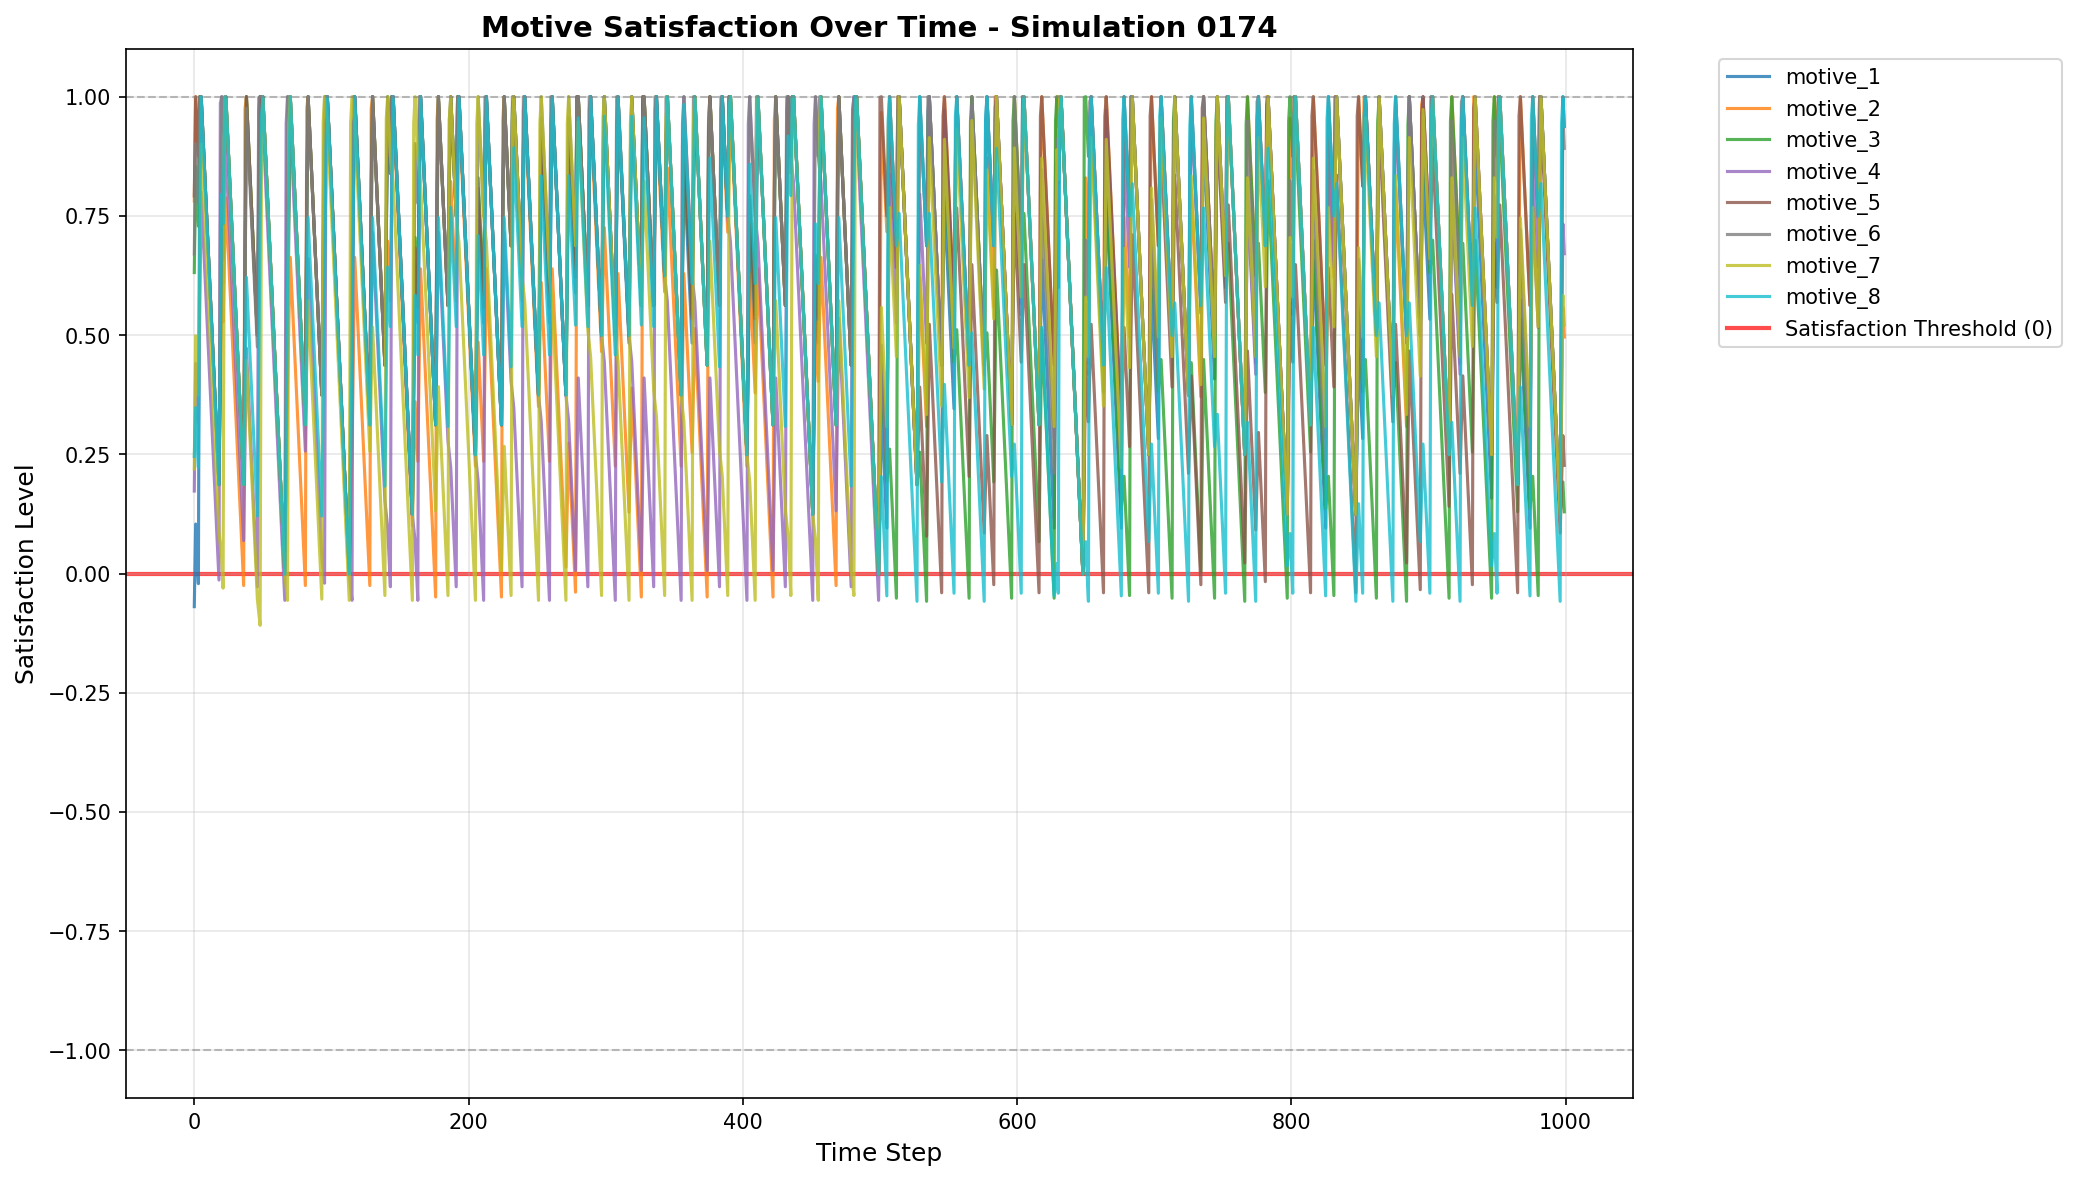 Motive Satisfaction Over Time - Simulation 0174
1.00
0.75
0.50
0.25
0.00
−0.25
−0.50
−0.75
−1.00
Satisfaction Level
0
200
400
600
800
1000
Time Step
motive_1
motive_2
motive_3
motive_4
motive_5
motive_6
motive_7
motive_8
Satisfaction Threshold (0)